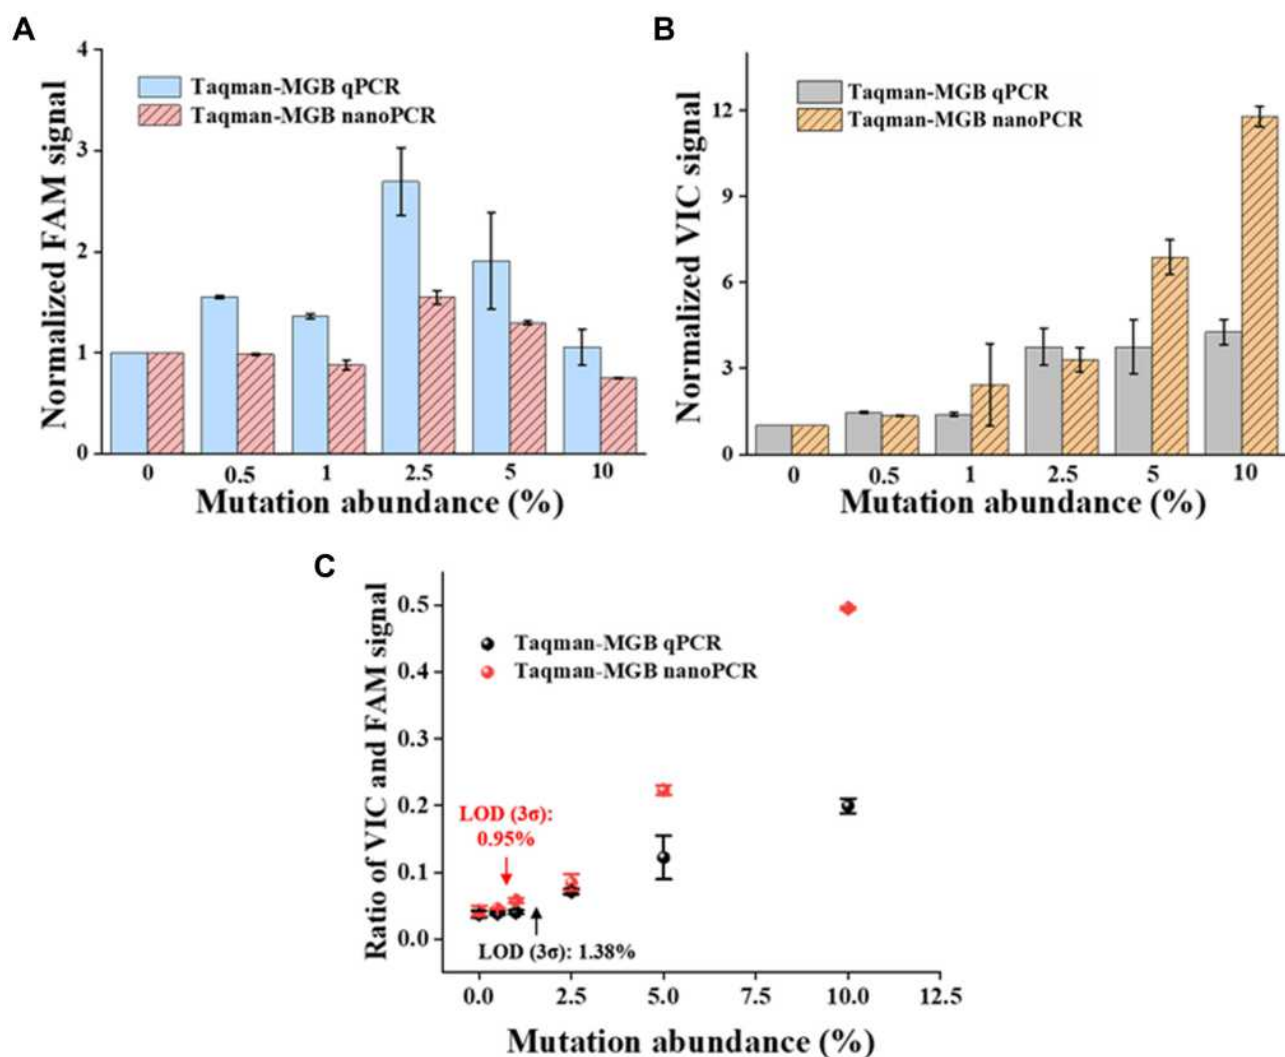 A
Normalized FAM signal
4
3
2
1
0
Taqman-MGB qPCR
Taqman-MGB nanoPCR
0 0.5 1 2.5 5 10
Mutation abundance (%)
B
Normalized VIC signal
12
9
6
3
0
Taqman-MGB qPCR
Taqman-MGB nanoPCR
0 0.5 1 2.5 5 10
Mutation abundance (%)
C
Ratio of VIC and FAM signal
0.5
0.4
0.3
0.2
0.1
0.0
Taqman-MGB qPCR
Taqman-MGB nanoPCR
LOD (3σ):
0.95%
LOD (3σ): 1.38%
0.0 2.5 5.0 7.5 10.0 12.5
Mutation abundance (%)